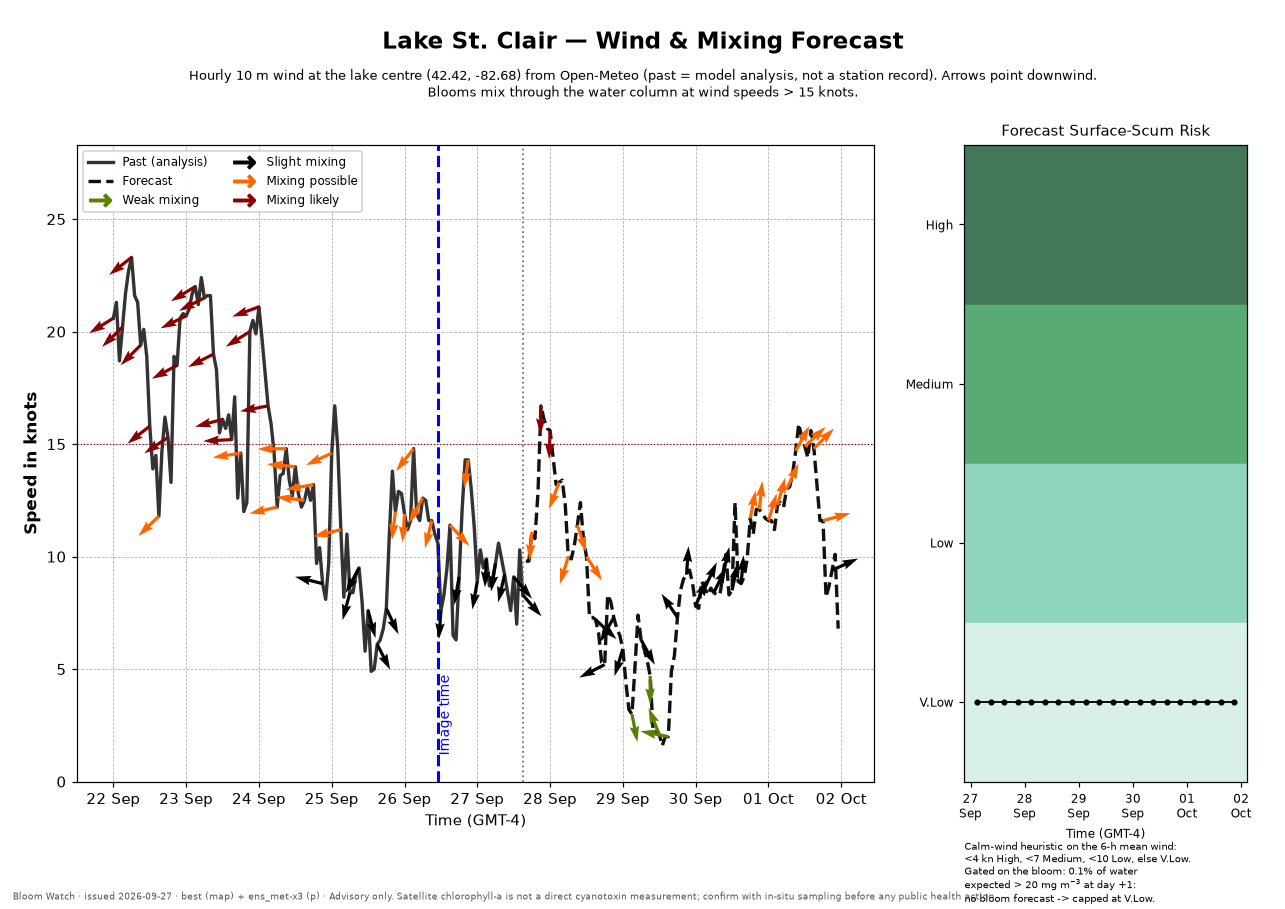 Lake St. Clair — Wind & Mixing Forecast
Hourly 10 m wind at the lake centre (42.42, -82.68) from Open-Meteo (past = model analysis, not a station record). Arrows point downwind.
Blooms mix through the water column at wind speeds > 15 knots.
Past (analysis)
Forecast
Weak mixing
Slight mixing
Mixing possible
Mixing likely
Speed in knots
25
20
15
10
5
0
Image time
22 Sep 23 Sep 24 Sep 25 Sep 26 Sep 27 Sep 28 Sep 29 Sep 30 Sep 01 Oct 02 Oct
Time (GMT-4)
Forecast Surface-Scum Risk
High
Medium
Low
V.Low
27 28 29 30 01 02
Sep Sep Sep Sep Oct Oct
Time (GMT-4)
Calm-wind heuristic on the 6-h mean wind:
<4 kn High, <7 Medium, <10 Low, else V.Low.
Gated on the bloom: 0.1% of water
expected > 20 mg m⁻³ at day +1:
no bloom forecast -> capped at V.Low.
Bloom Watch · issued 2026-09-27 · best (map) + ens_met-x3 (p) · Advisory only. Satellite chlorophyll-a is not a direct cyanotoxin measurement; confirm with in-situ sampling before any public health action.